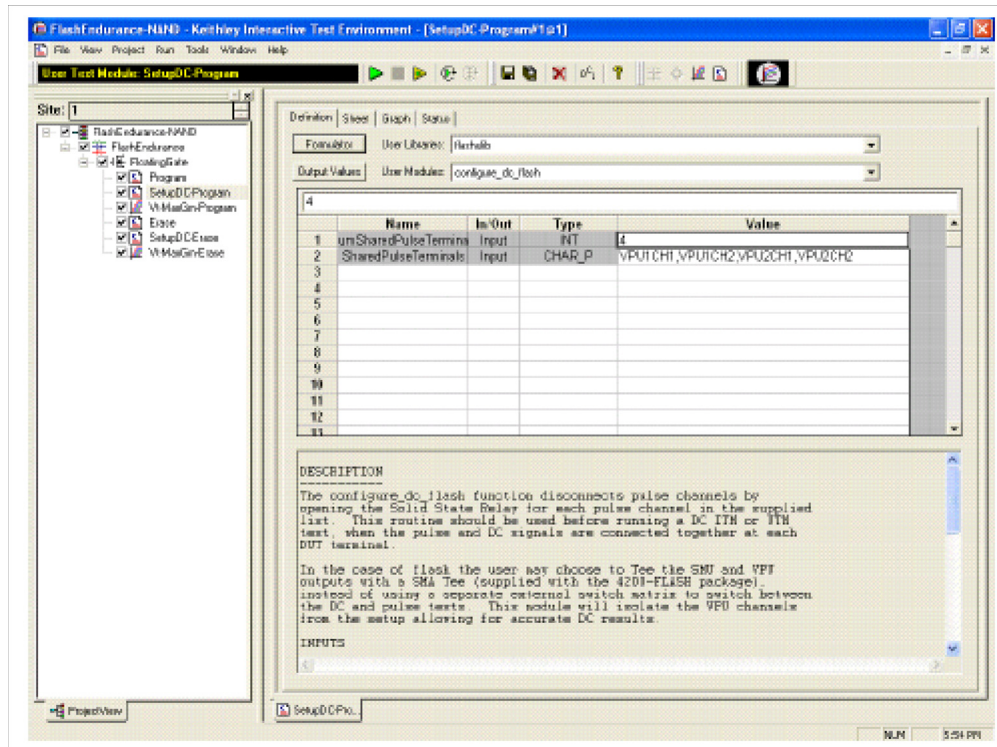 FlashEndurance-NAND - Keithley Interactive Test Environment - [SetupDC-Program#1@1]
File View Project Run Tools Window Help
User Test Module: SetupDC-Program
Site: 1
FlashEndurance-NAND
FlashEndurance
FloatingGate
Program
SetupDC-Program
Vt-MaxGm-Program
Erase
SetupDC-Erase
Vt-MaxGm-Erase
ProjectView
Definition Sheet Graph Status
Formulator User Libraries: flashulib
Output Values User Modules: configure_dc_flash
4
Name In/Out Type Value
1 umSharedPulseTermina Input INT 4
2 SharedPulseTerminals Input CHAR_P VPU1CH1,VPU1CH2,VPU2CH1,VPU2CH2
3
4
5
6
7
8
9
10
11
12
13
DESCRIPTION
-----------
The configure_dc_flash function disconnects pulse channels by
opening the Solid State Relay for each pulse channel in the supplied
list. This routine should be used before running a DC ITM or UTM
test, when the pulse and DC signals are connected together at each
DUT terminal.
In the case of flash the user may choose to Tee the SMU and VPU
outputs with a SMA Tee (supplied with the 4200-FLASH package),
instead of using a separate external switch matrix to switch between
the DC and pulse tests. This module will isolate the VPU channels
from the setup allowing for accurate DC results.
INPUTS
SetupDC-Pro...
NUM 5:54 PM